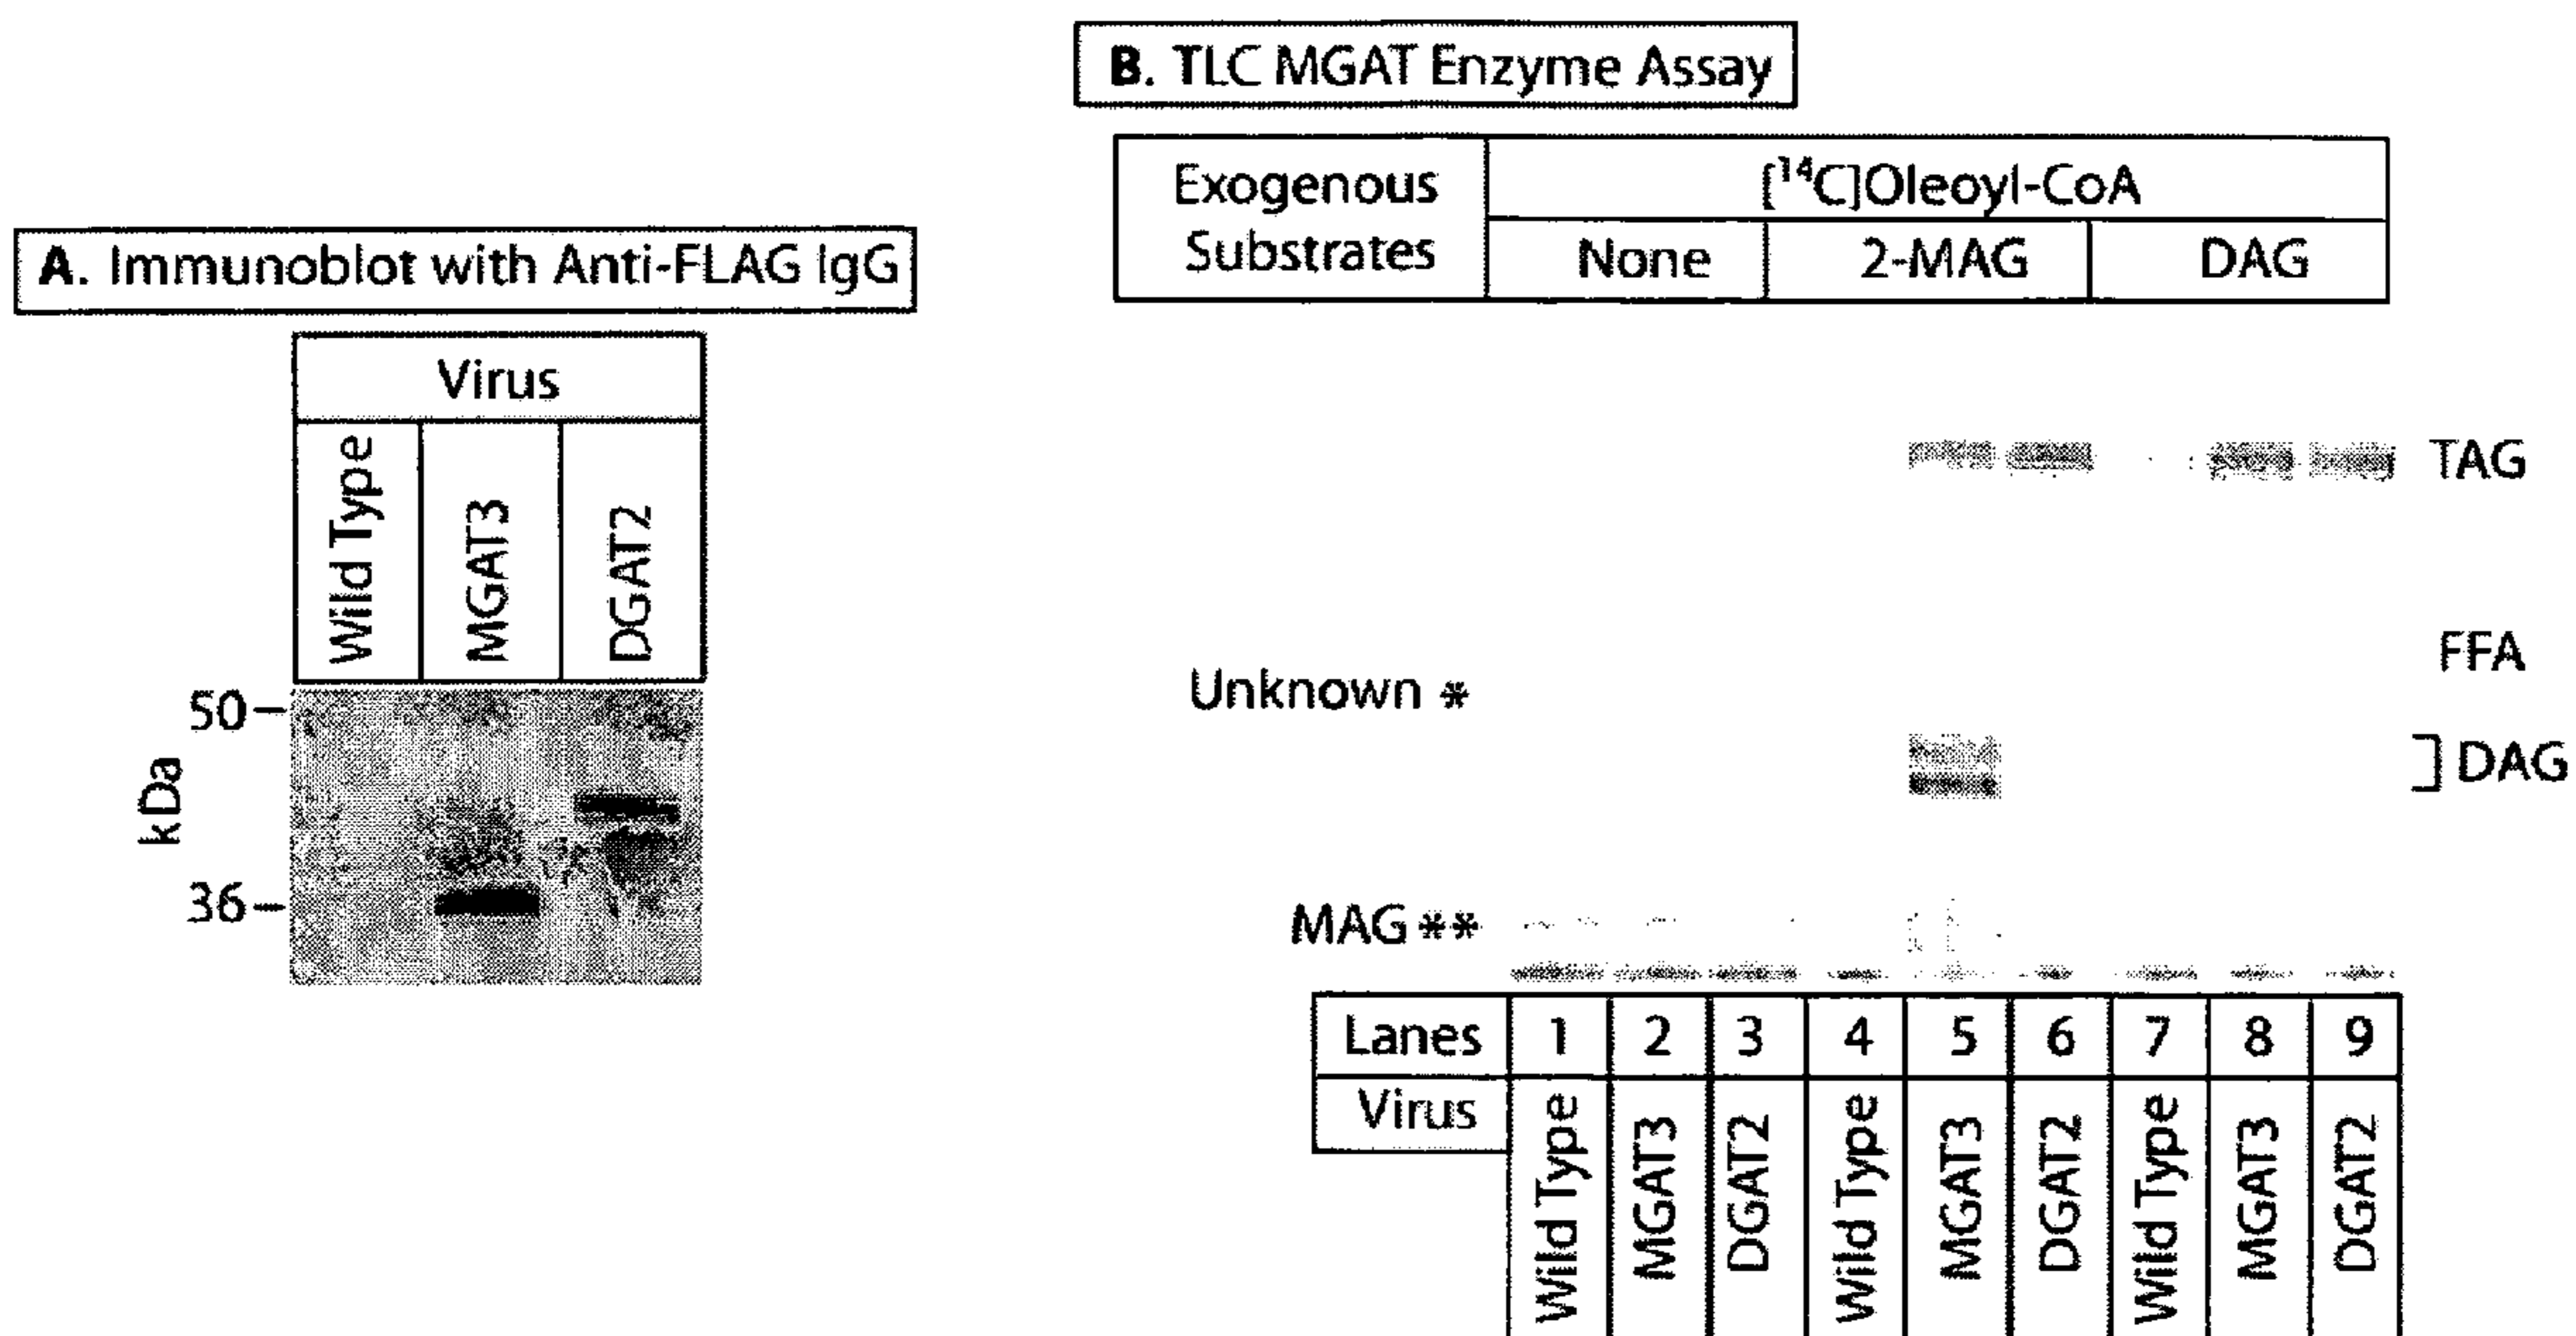 A. Immunoblot with Anti-FLAG IgG
Virus
Wild Type
MGAT3
DGAT2
50
kDa
36
B. TLC MGAT Enzyme Assay
Exogenous
Substrates
[¹⁴C]Oleoyl-CoA
None
2-MAG
DAG
TAG
FFA
Unknown *
] DAG
MAG **
Lanes 1 2 3 4 5 6 7 8 9
Virus
Wild Type
MGAT3
DGAT2
Wild Type
MGAT3
DGAT2
Wild Type
MGAT3
DGAT2